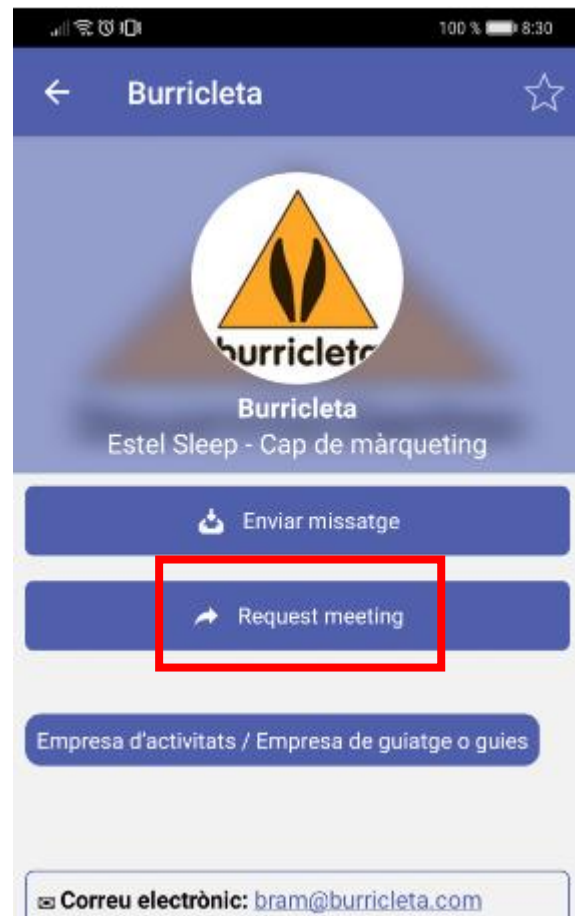 100 % 8:30
Burricleta
burricleta
Burricleta
Estel Sleep - Cap de màrqueting
Enviar missatge
Request meeting
Empresa d'activitats / Empresa de guiatge o guies
Correu electrònic: bram@burricleta.com